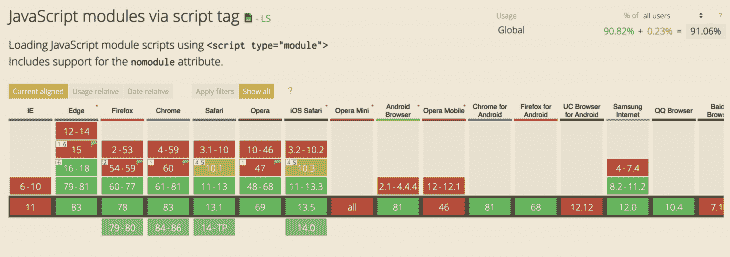 JavaScript modules via script tag - LS
Usage % of all users ?
Global 90.82% + 0.23% = 91.06%
Loading JavaScript module scripts using <script type="module">
Includes support for the nomodule attribute.
Current aligned Usage relative Date relative Apply filters Show all ?
IE Edge Firefox Chrome Safari Opera iOS Safari Opera Mini Android Browser Opera Mobile Chrome for Android Firefox for Android UC Browser for Android Samsung Internet QQ Browser
12-14
15 2-53 4-59 3.1-10 10-46 3.2-10.2
16-18 54-59 60 10.1 47 10.3 4-7.4
6-10 79-81 60-77 61-81 11-13 48-68 11-13.3 2.1-4.4.4 12-12.1 8.2-11.2
11 83 78 83 13.1 69 13.5 all 81 46 81 68 12.12 12.0 10.4
79-80 84-86 14-TP 14.0